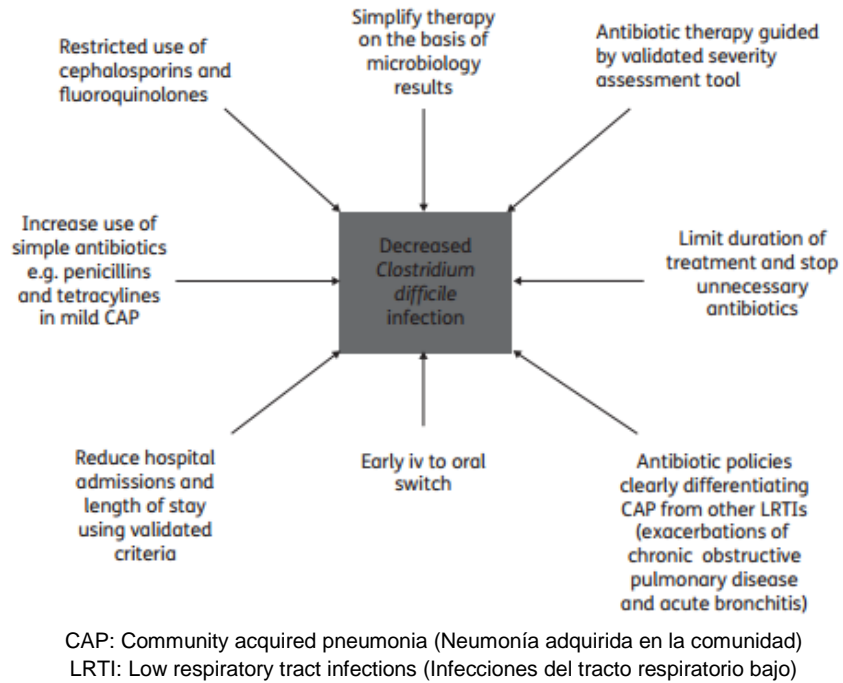 Restricted use of
cephalosporins and
fluoroquinolones
Simplify therapy
on the basis of
microbiology
results
Antibiotic therapy guided
by validated severity
assessment tool
Increase use of
simple antibiotics
e.g. penicillins
and tetracylines
in mild CAP
Decreased
Clostridium
difficile
infection
Limit duration of
treatment and stop
unnecessary
antibiotics
Reduce hospital
admissions and
length of stay
using validated
criteria
Early iv to oral
switch
Antibiotic policies
clearly differentiating
CAP from other LRTIs
(exacerbations of
chronic obstructive
pulmonary disease
and acute bronchitis)
CAP: Community acquired pneumonia (Neumonía adquirida en la comunidad)
LRTI: Low respiratory tract infections (Infecciones del tracto respiratorio bajo)